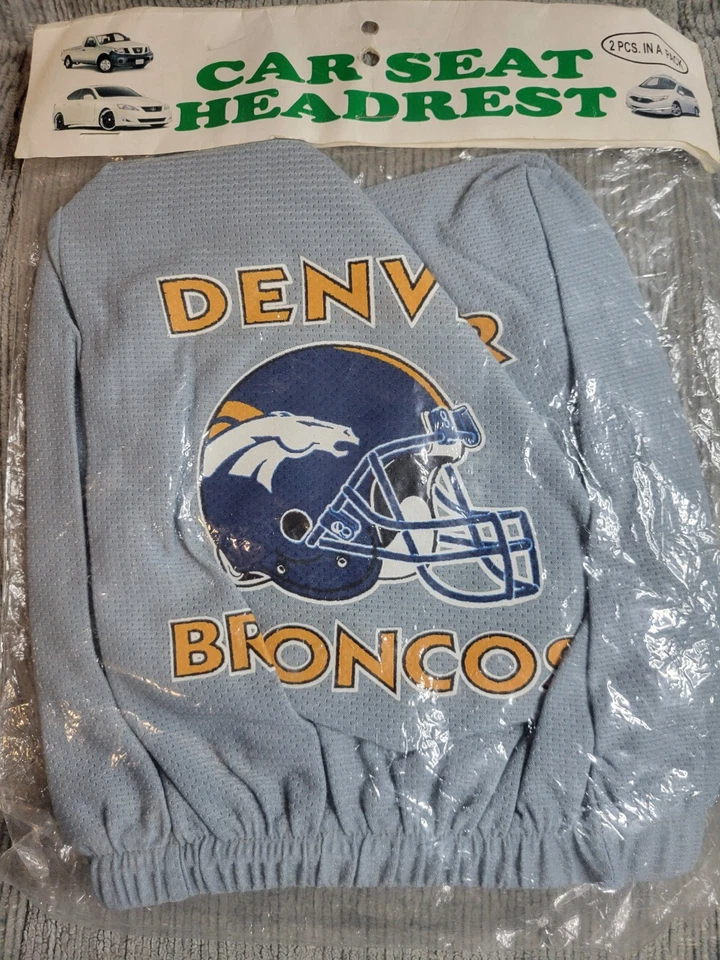 2 PCS. IN A PACK
CAR SEAT
HEADREST
DENVR
BRONCOS